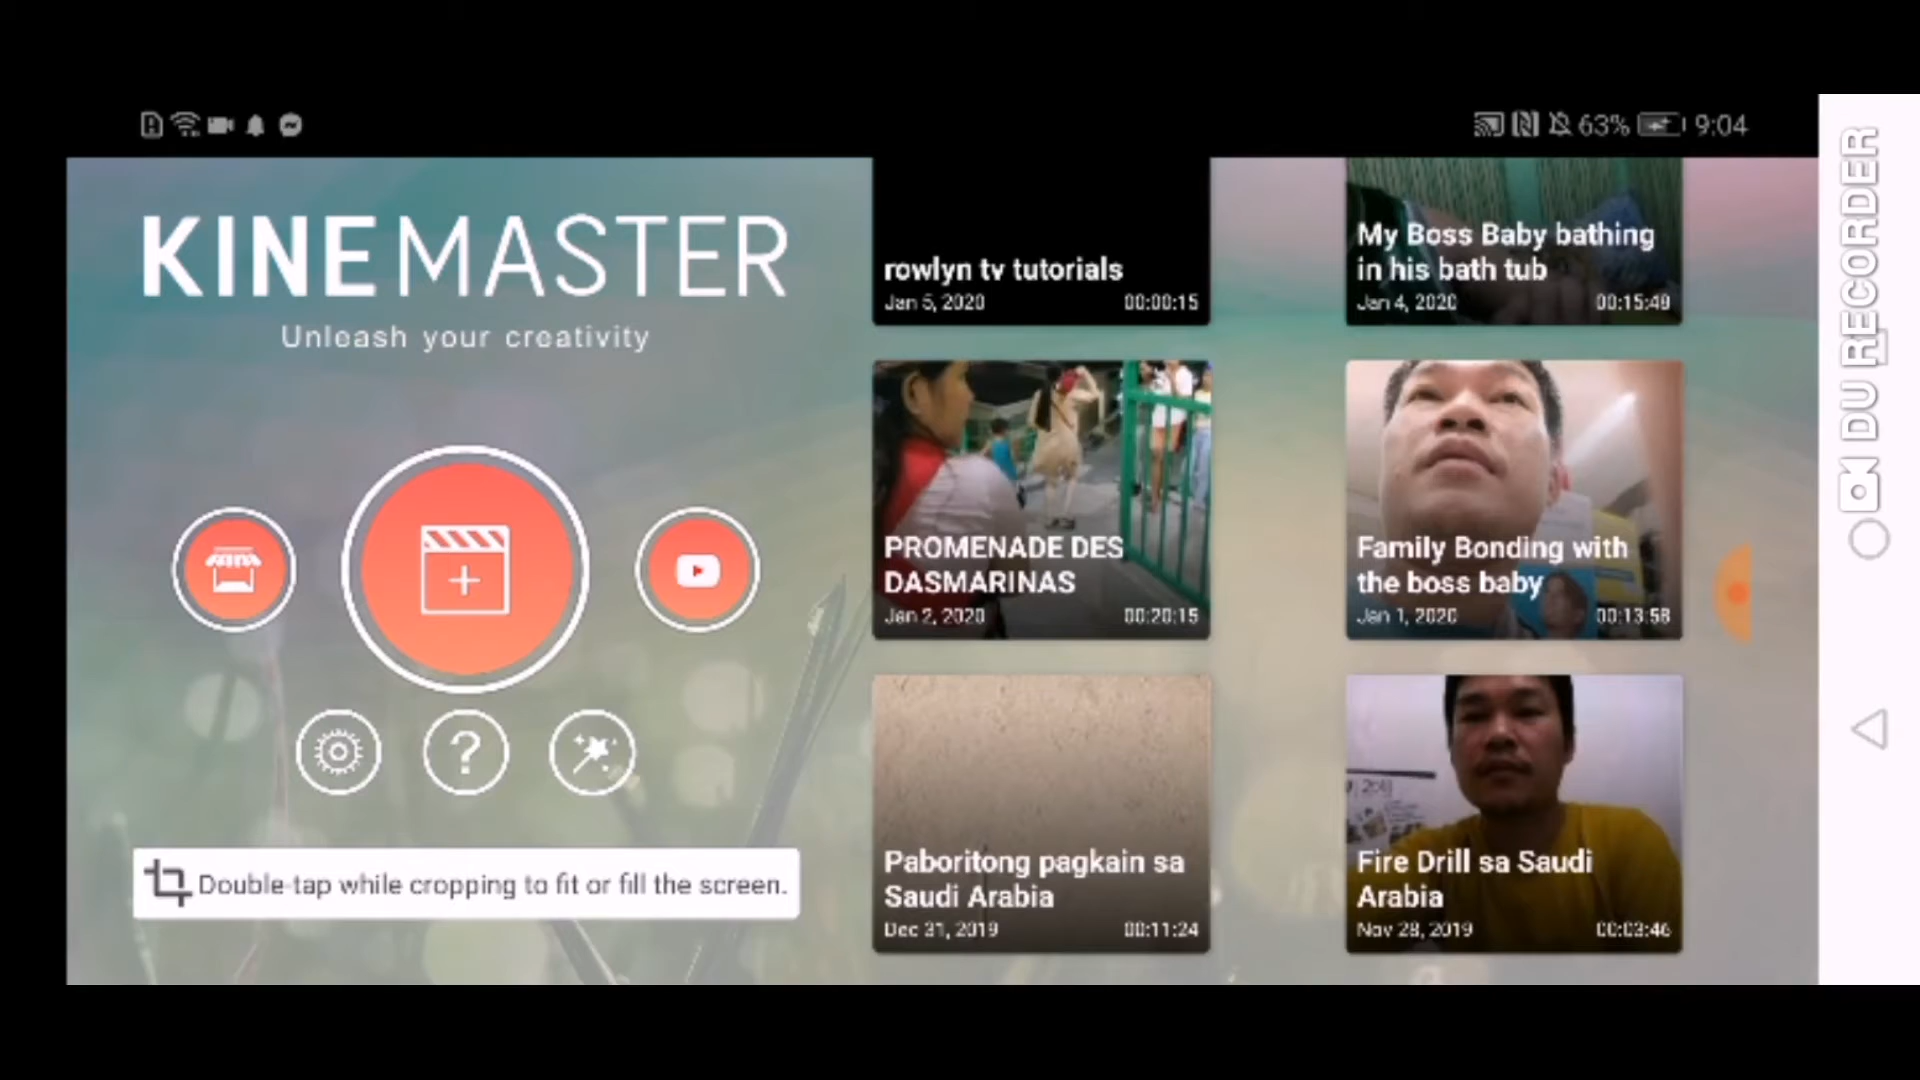 63% 9:04
KINEMASTER
Unleash your creativity
Double-tap while cropping to fit or fill the screen.
rowlyn tv tutorials
Jan 5, 2020 00:00:15
My Boss Baby bathing
in his bath tub
Jan 4, 2020 00:15:48
PROMENADE DES
DASMARINAS
Jan 2, 2020 00:20:15
Family Bonding with
the boss baby
Jan 1, 2020 00:13:58
Paboritong pagkain sa
Saudi Arabia
Dec 31, 2019 00:11:24
Fire Drill sa Saudi
Arabia
Nov 28, 2019 00:03:46
DU RECORDER